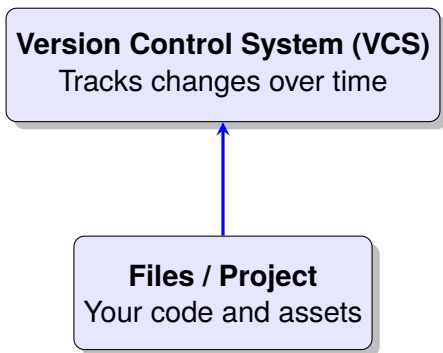 Version Control System (VCS)
Tracks changes over time
Files / Project
Your code and assets